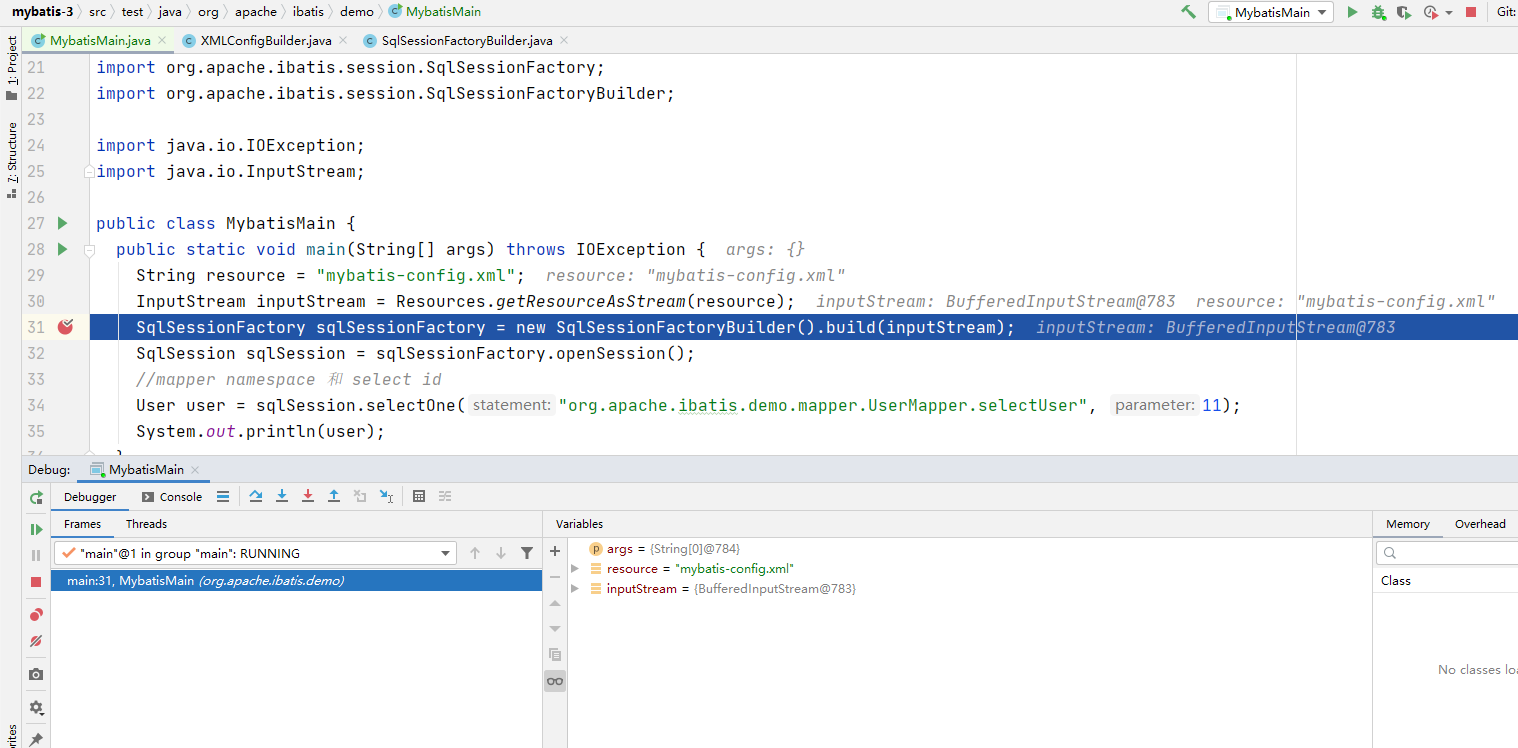 mybatis-3 src test java org apache ibatis demo MybatisMain MybatisMain Git:
MybatisMain.java XMLConfigBuilder.java SqlSessionFactoryBuilder.java
1: Project
7: Structure
21 import org.apache.ibatis.session.SqlSessionFactory;
22 import org.apache.ibatis.session.SqlSessionFactoryBuilder;
23
24 import java.io.IOException;
25 import java.io.InputStream;
26
27 public class MybatisMain {
28 public static void main(String[] args) throws IOException { args: {}
29 String resource = "mybatis-config.xml"; resource: "mybatis-config.xml"
30 InputStream inputStream = Resources.getResourceAsStream(resource); inputStream: BufferedInputStream@783 resource: "mybatis-config.xml"
31 SqlSessionFactory sqlSessionFactory = new SqlSessionFactoryBuilder().build(inputStream); inputStream: BufferedInputStream@783
32 SqlSession sqlSession = sqlSessionFactory.openSession();
33 //mapper namespace 和 select id
34 User user = sqlSession.selectOne( statement: "org.apache.ibatis.demo.mapper.UserMapper.selectUser", parameter: 11);
35 System.out.println(user);
Debug: MybatisMain
Debugger Console
Frames Threads
Variables
Memory Overhead
"main"@1 in group "main": RUNNING
main:31, MybatisMain (org.apache.ibatis.demo)
args = {String[0]@784}
resource = "mybatis-config.xml"
inputStream = {BufferedInputStream@783}
Class
No classes loa